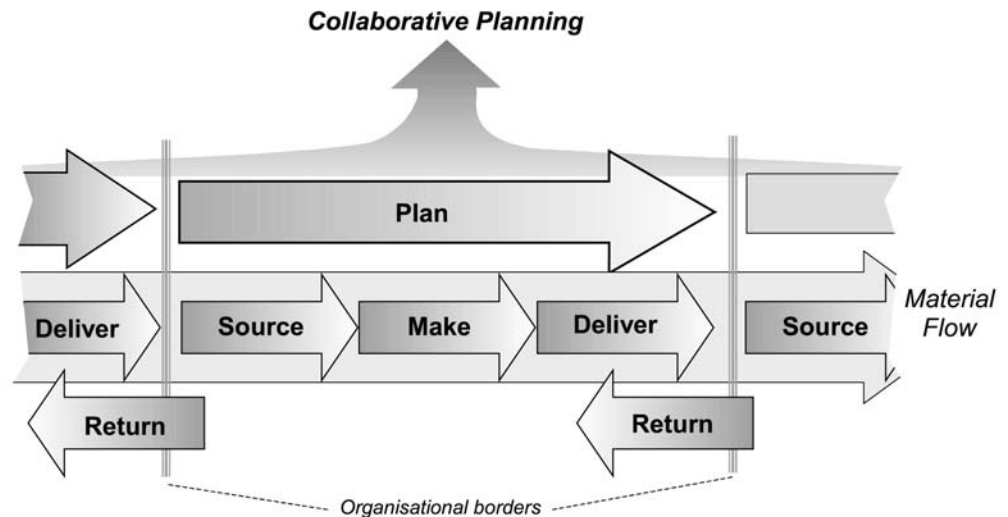 Collaborative Planning
Plan
Deliver
Source
Make
Deliver
Source
Material
Flow
Return
Return
Organisational borders